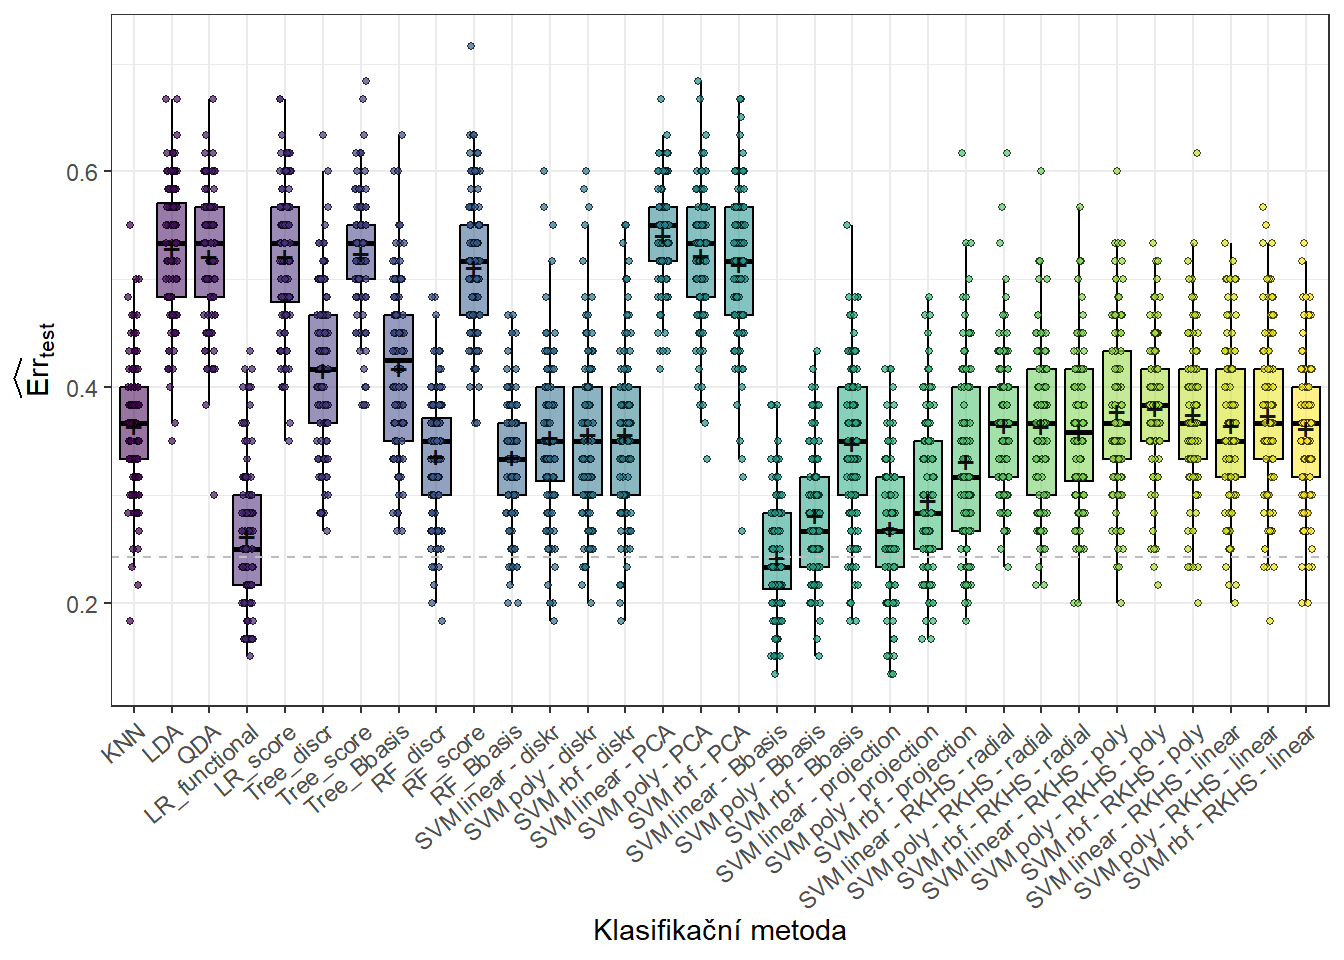 0.6
0.4
0.2
Err test
KNN
LDA
QDA
LR_functional
LR_score
Tree_discr
Tree_score
Tree_Bbasis
RF_discr
RF_score
RF_Bbasis
SVM linear - diskr
SVM poly - diskr
SVM rbf - diskr
SVM linear - PCA
SVM poly - PCA
SVM rbf - PCA
SVM linear - Bbasis
SVM poly - Bbasis
SVM rbf - Bbasis
SVM linear - projection
SVM poly - projection
SVM rbf - projection
SVM linear - RKHS - radial
SVM poly - RKHS - radial
SVM rbf - RKHS - radial
SVM linear - RKHS - poly
SVM poly - RKHS - poly
SVM rbf - RKHS - poly
SVM linear - RKHS - linear
SVM poly - RKHS - linear
SVM rbf - RKHS - linear
Klasifikační metoda